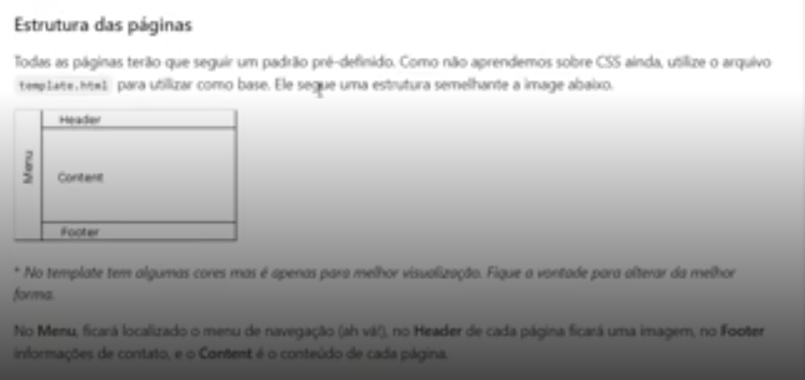 Estrutura das páginas
Todas as páginas terão que seguir um padrão pré-definido. Como não aprendemos sobre CSS ainda, utilize o arquivo
template.html para utilizar como base. Ele segue uma estrutura semelhante a image abaixo.
Header
Menu
Content
Footer
* No template tem algumas cores mas é apenas para melhor visualização. Fique a vontade para alterar da melhor
forma.
No Menu, ficará localizado o menu de navegação (ah vá!), no Header de cada página ficará uma imagem, no Footer
informações de contato, e o Content é o conteúdo de cada página.